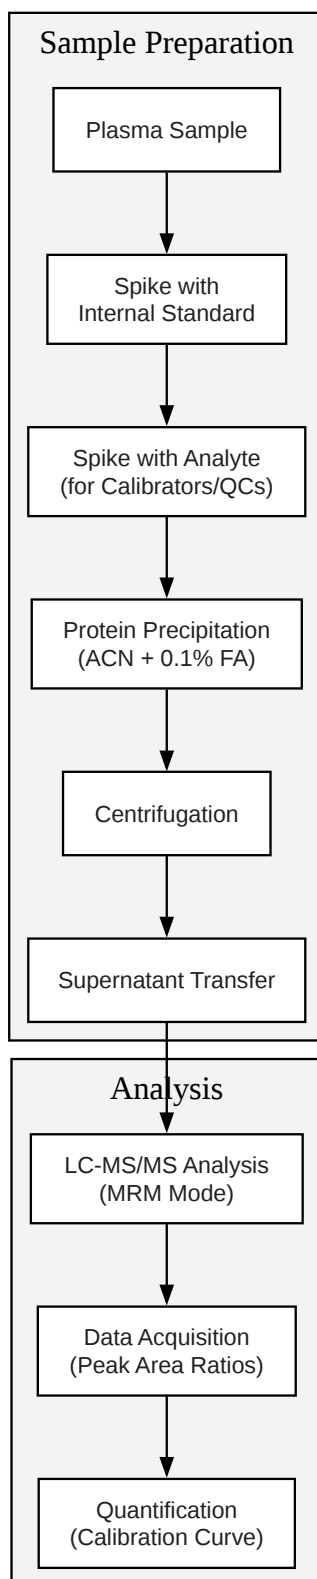 Sample Preparation
Plasma Sample
Spike with
Internal Standard
Spike with Analyte
(for Calibrators/QCs)
Protein Precipitation
(ACN + 0.1% FA)
Centrifugation
Supernatant Transfer
Analysis
LC-MS/MS Analysis
(MRM Mode)
Data Acquisition
(Peak Area Ratios)
Quantification
(Calibration Curve)